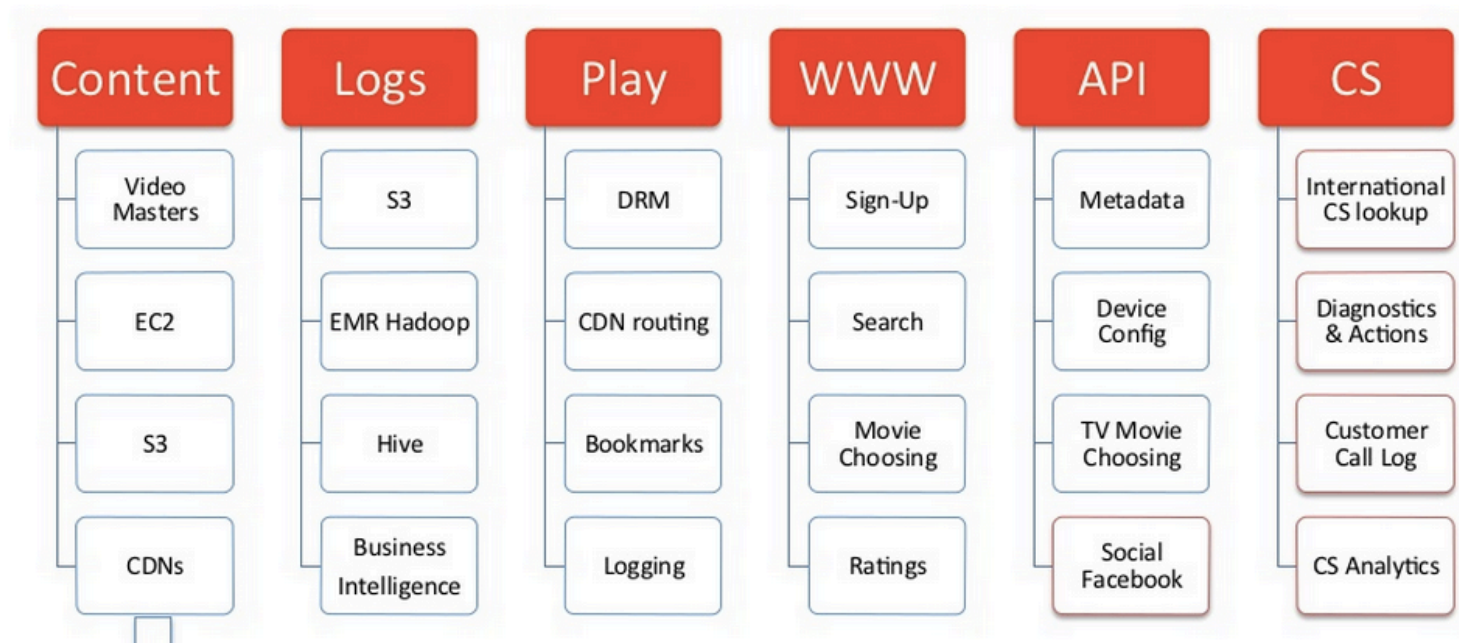 Content
Video
Masters
EC2
S3
CDNs
Logs
S3
EMR Hadoop
Hive
Business
Intelligence
Play
DRM
CDN routing
Bookmarks
Logging
WWW
Sign-Up
Search
Movie
Choosing
Ratings
API
Metadata
Device
Config
TV Movie
Choosing
Social
Facebook
CS
International
CS lookup
Diagnostics
& Actions
Customer
Call Log
CS Analytics